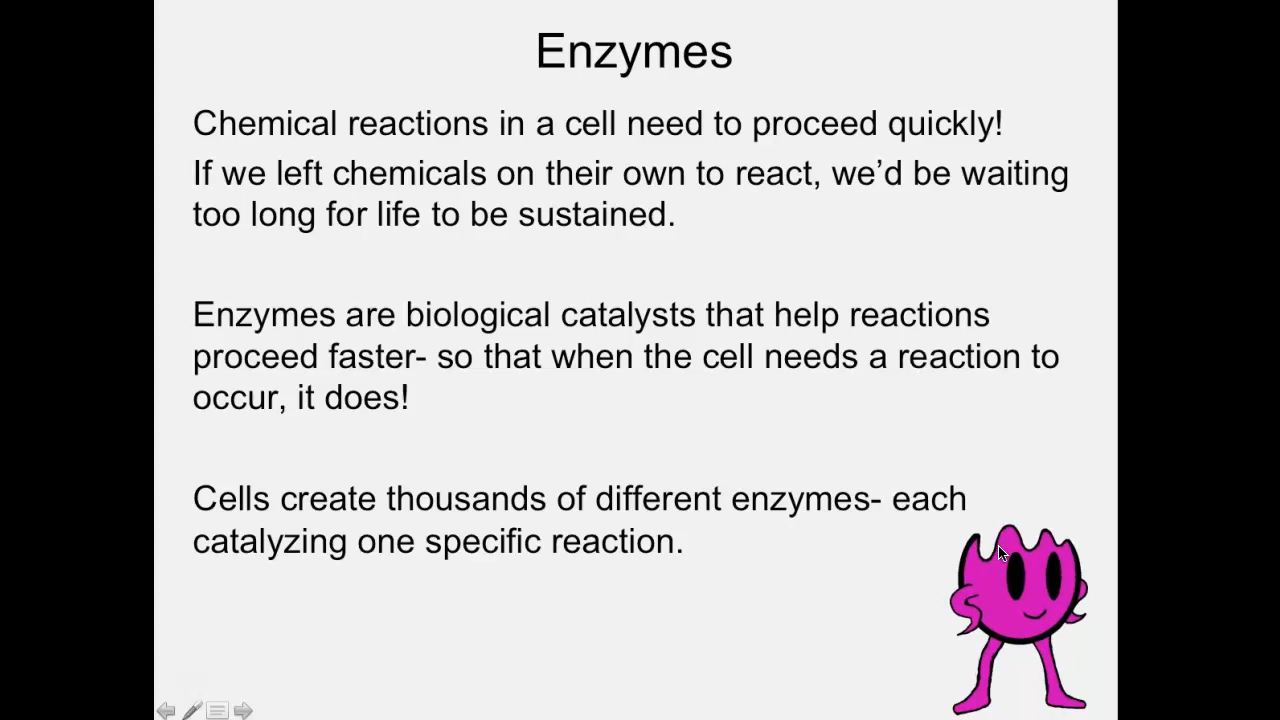 Enzymes
Chemical reactions in a cell need to proceed quickly!
If we left chemicals on their own to react, we’d be waiting
too long for life to be sustained.
Enzymes are biological catalysts that help reactions
proceed faster- so that when the cell needs a reaction to
occur, it does!
Cells create thousands of different enzymes- each
catalyzing one specific reaction.